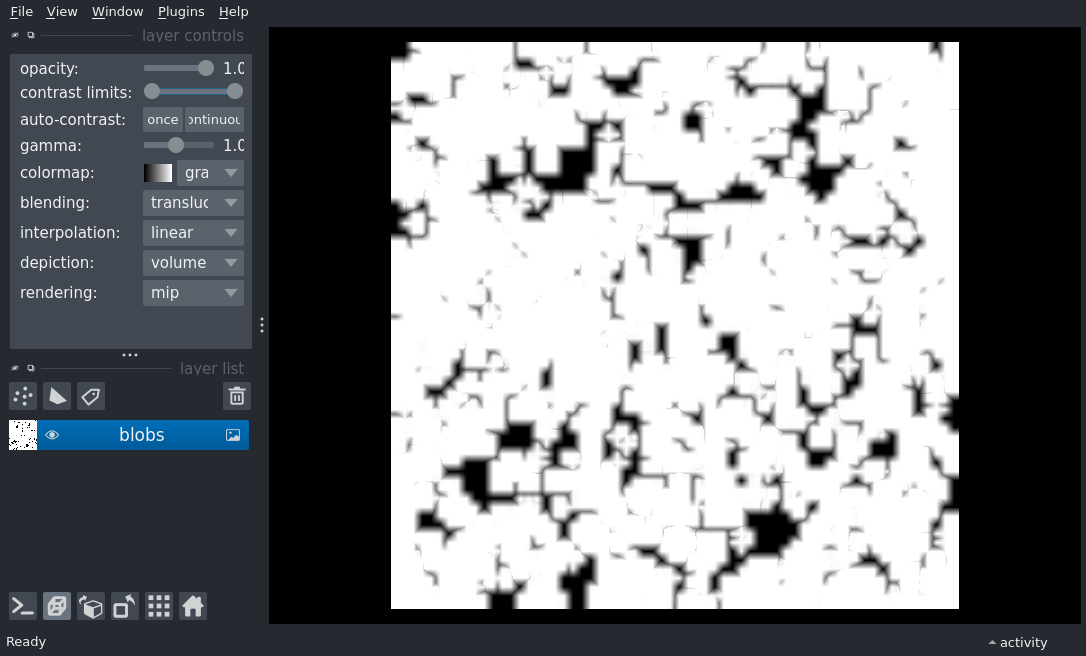 File View Window Plugins Help
layer controls
opacity: 1.0
contrast limits:
auto-contrast: once ontinuou
gamma: 1.0
colormap: gra
blending: transluc
interpolation: linear
depiction: volume
rendering: mip
layer list
blobs
Ready
activity